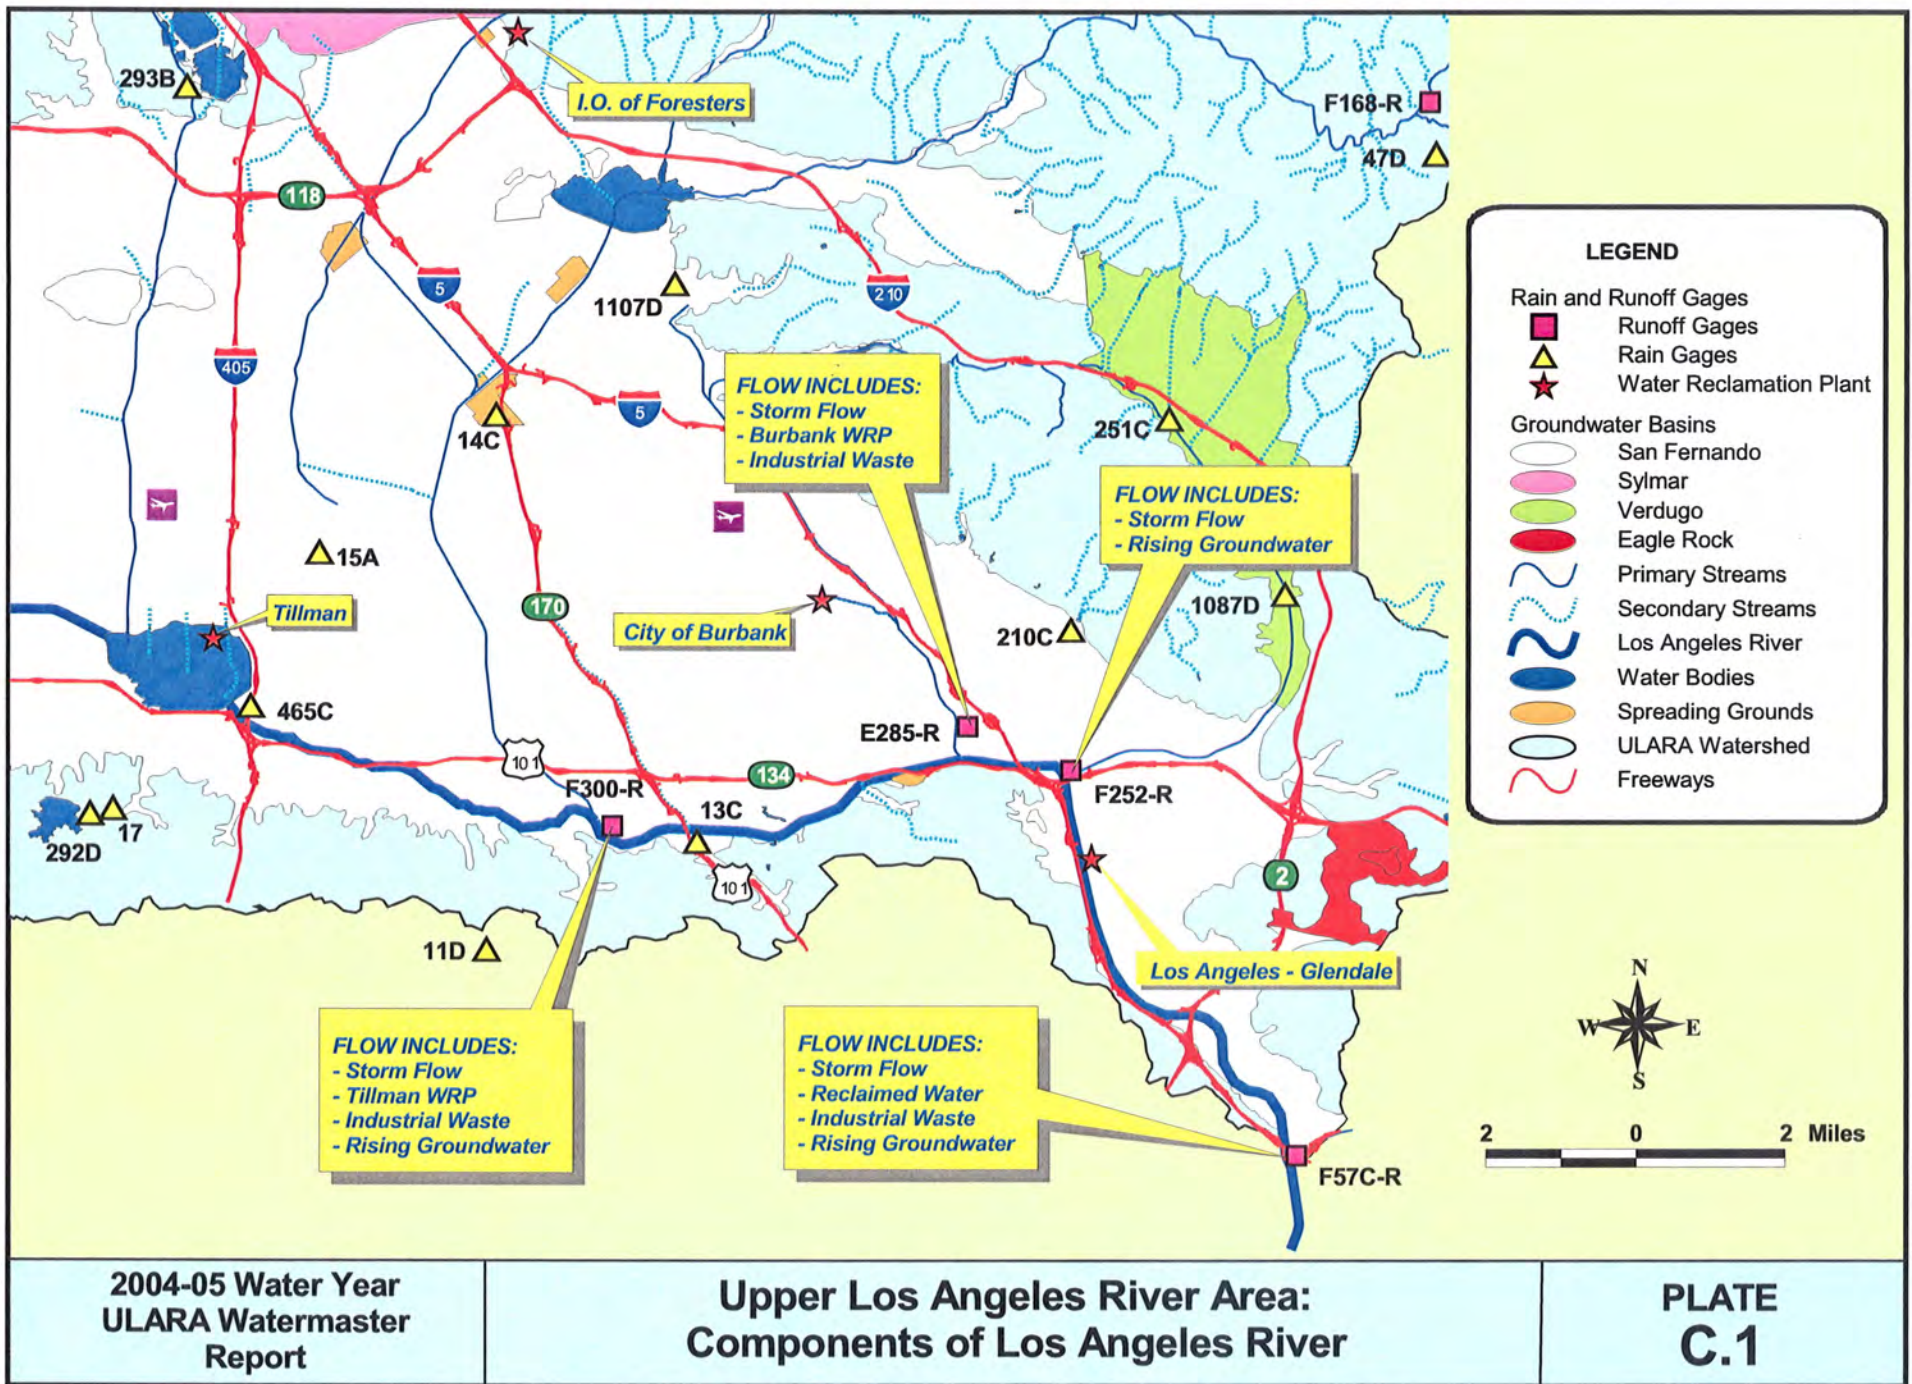 293B
I.O. of Foresters
F168-R
47D
118
5
210
1107D
405
5
FLOW INCLUDES:
- Storm Flow
- Burbank WRP
- Industrial Waste
14C
251C
FLOW INCLUDES:
- Storm Flow
- Rising Groundwater
15A
170
Tillman
City of Burbank
1087D
210C
465C
E285-R
101
134
F300-R
F252-R
13C
17
292D
101
2
11D
Los Angeles - Glendale
FLOW INCLUDES:
- Storm Flow
- Tillman WRP
- Industrial Waste
- Rising Groundwater
FLOW INCLUDES:
- Storm Flow
- Reclaimed Water
- Industrial Waste
- Rising Groundwater
F57C-R
LEGEND
Rain and Runoff Gages
Runoff Gages
Rain Gages
Water Reclamation Plant
Groundwater Basins
San Fernando
Sylmar
Verdugo
Eagle Rock
Primary Streams
Secondary Streams
Los Angeles River
Water Bodies
Spreading Grounds
ULARA Watershed
Freeways
N
W E
S
2 0 2 Miles
2004-05 Water Year
ULARA Watermaster
Report
Upper Los Angeles River Area:
Components of Los Angeles River
PLATE
C.1